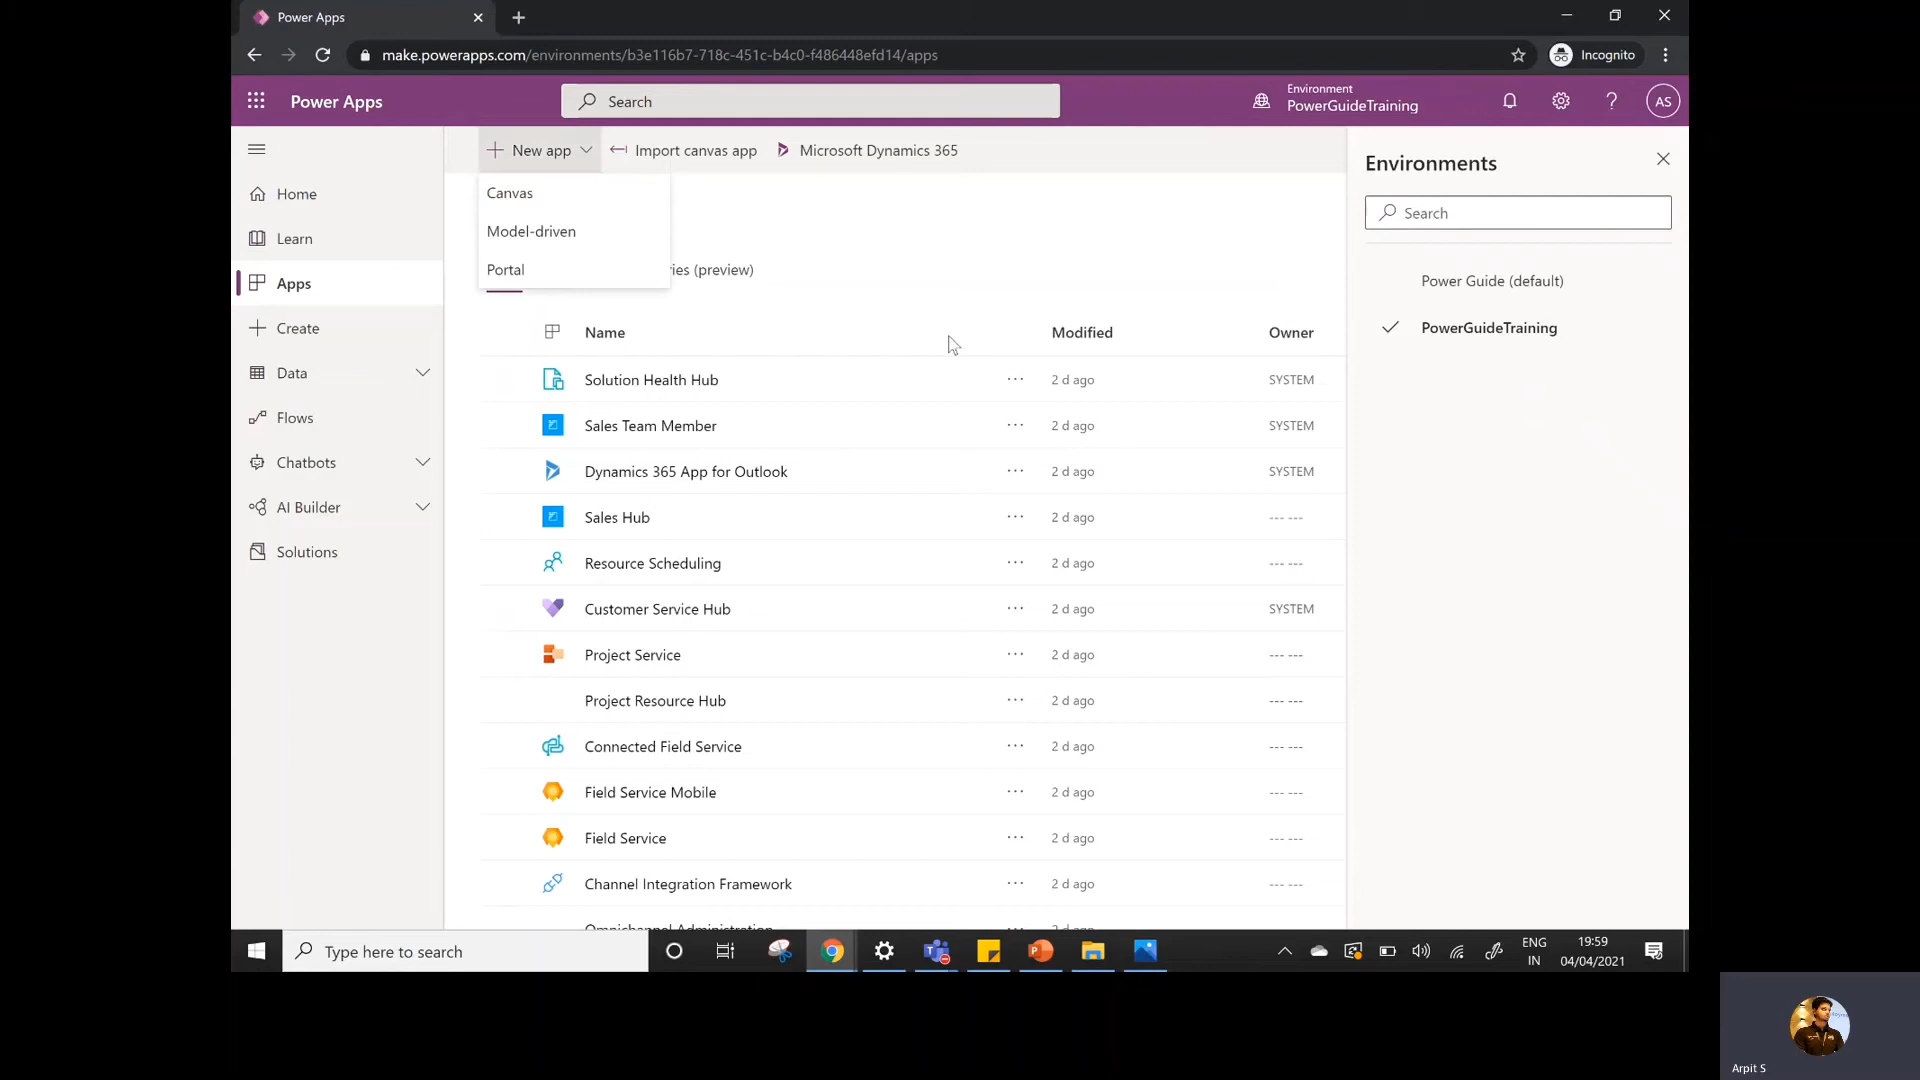 Power Apps
make.powerapps.com/environments/b3e116b7-718c-451c-b4c0-f486448efd14/apps
Incognito
Power Apps
Search
Environment
PowerGuideTraining
AS
New app
Import canvas app
Microsoft Dynamics 365
Canvas
Model-driven
Portal
ries (preview)
Environments
Search
Power Guide (default)
PowerGuideTraining
Home
Learn
Apps
Create
Data
Flows
Chatbots
AI Builder
Solutions
Name Modified Owner
Solution Health Hub ... 2 d ago SYSTEM
Sales Team Member ... 2 d ago SYSTEM
Dynamics 365 App for Outlook ... 2 d ago SYSTEM
Sales Hub ... 2 d ago --- ---
Resource Scheduling ... 2 d ago --- ---
Customer Service Hub ... 2 d ago SYSTEM
Project Service ... 2 d ago --- ---
Project Resource Hub ... 2 d ago --- ---
Connected Field Service ... 2 d ago --- ---
Field Service Mobile ... 2 d ago --- ---
Field Service ... 2 d ago --- ---
Channel Integration Framework ... 2 d ago --- ---
Omnichannel Administration ... 2 d ago
Type here to search
ENG
IN
19:59
04/04/2021
Arpit S